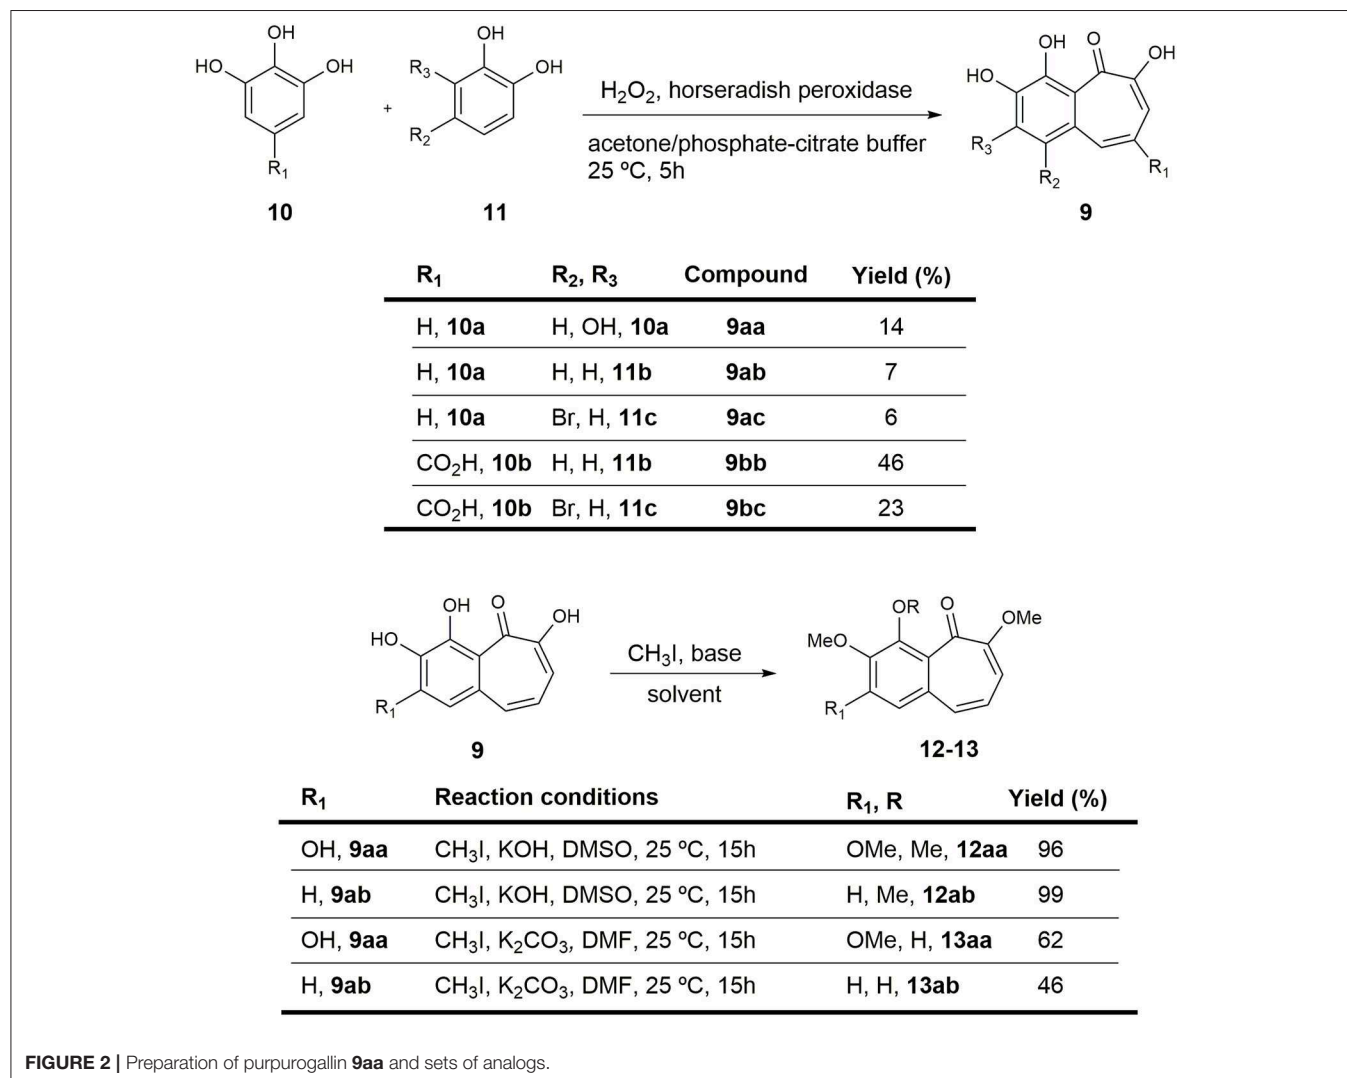 OH
HO
OH
R1
10
+
OH
R3
OH
R2
11
H2O2, horseradish peroxidase
acetone/phosphate-citrate buffer
25 ºC, 5h
OH
O
OH
HO
R3
R2
R1
9
R1 R2, R3 Compound Yield (%)
H, 10a H, OH, 10a 9aa 14
H, 10a H, H, 11b 9ab 7
H, 10a Br, H, 11c 9ac 6
CO2H, 10b H, H, 11b 9bb 46
CO2H, 10b Br, H, 11c 9bc 23
OH
O
OH
HO
R1
9
CH3I, base
solvent
OR
O
OMe
MeO
R1
12-13
R1 Reaction conditions R1, R Yield (%)
OH, 9aa CH3I, KOH, DMSO, 25 ºC, 15h OMe, Me, 12aa 96
H, 9ab CH3I, KOH, DMSO, 25 ºC, 15h H, Me, 12ab 99
OH, 9aa CH3I, K2CO3, DMF, 25 ºC, 15h OMe, H, 13aa 62
H, 9ab CH3I, K2CO3, DMF, 25 ºC, 15h H, H, 13ab 46
FIGURE 2 | Preparation of purpurogallin 9aa and sets of analogs.